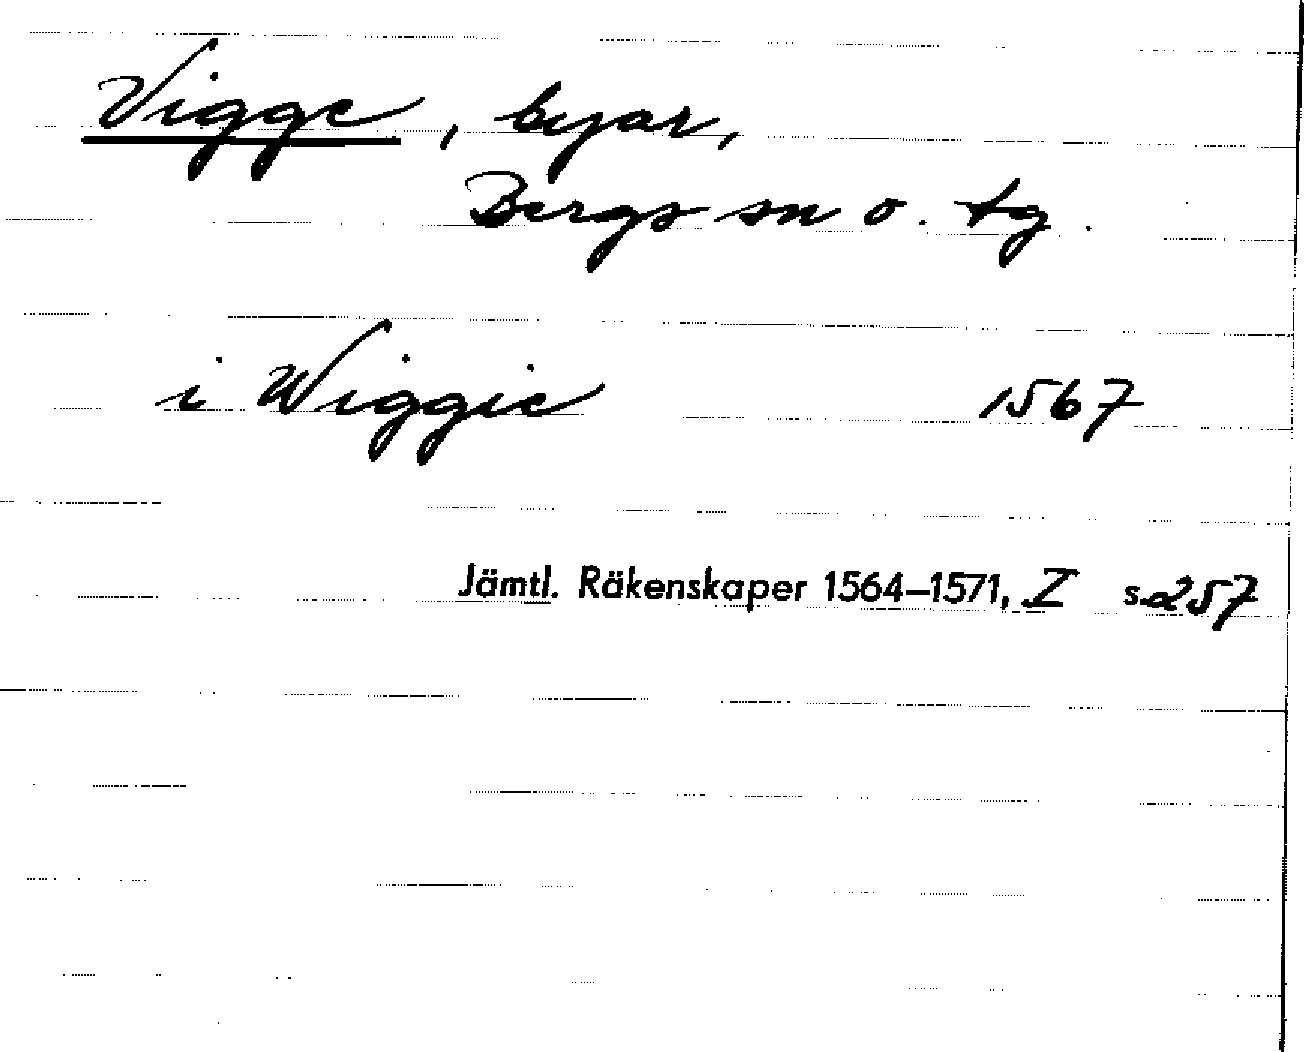 Vigge, byar,
Bergs sn o. tg.
i Wiggie 1567
Jämtl. Räkenskaper 1564–1571, I s. 257